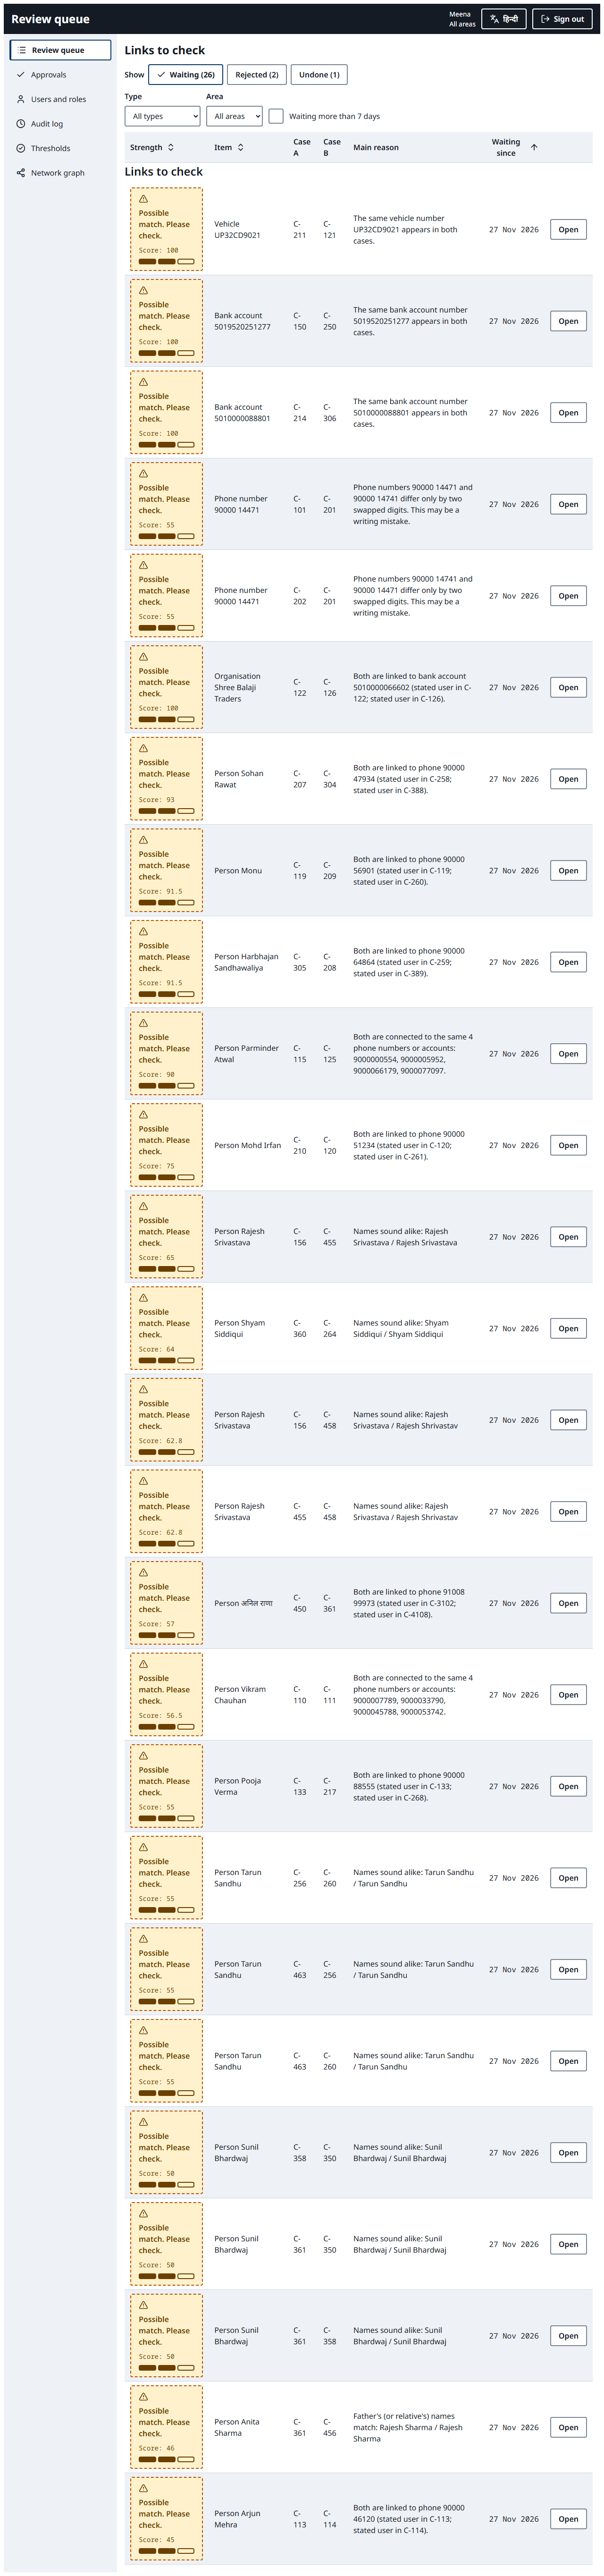 Review queue
Meena
All areas
हिन्दी
Sign out
Review queue
Approvals
Users and roles
Audit log
Thresholds
Network graph
Links to check
Show
Waiting (26)
Rejected (2)
Undone (1)
Type
Area
All types
All areas
Waiting more than 7 days
Strength
Item
Case A
Case B
Main reason
Waiting since
Links to check
Possible match. Please check.
Score: 100
Vehicle UP32CD9021
C-211
C-121
The same vehicle number UP32CD9021 appears in both cases.
27 Nov 2026
Open
Possible match. Please check.
Score: 100
Bank account 5019520251277
C-150
C-250
The same bank account number 5019520251277 appears in both cases.
27 Nov 2026
Open
Possible match. Please check.
Score: 100
Bank account 5010000088801
C-214
C-306
The same bank account number 5010000088801 appears in both cases.
27 Nov 2026
Open
Possible match. Please check.
Score: 55
Phone number 90000 14471
C-101
C-201
Phone numbers 90000 14471 and 90000 14741 differ only by two swapped digits. This may be a writing mistake.
27 Nov 2026
Open
Possible match. Please check.
Score: 55
Phone number 90000 14471
C-202
C-201
Phone numbers 90000 14741 and 90000 14471 differ only by two swapped digits. This may be a writing mistake.
27 Nov 2026
Open
Possible match. Please check.
Score: 100
Organisation Shree Balaji Traders
C-122
C-126
Both are linked to bank account 5010000066602 (stated user in C-122; stated user in C-126).
27 Nov 2026
Open
Possible match. Please check.
Score: 93
Person Sohan Rawat
C-207
C-304
Both are linked to phone 90000 47934 (stated user in C-258; stated user in C-388).
27 Nov 2026
Open
Possible match. Please check.
Score: 91.5
Person Monu
C-119
C-209
Both are linked to phone 90000 56901 (stated user in C-119; stated user in C-260).
27 Nov 2026
Open
Possible match. Please check.
Score: 91.5
Person Harbhajan Sandhawaliya
C-305
C-208
Both are linked to phone 90000 64864 (stated user in C-259; stated user in C-389).
27 Nov 2026
Open
Possible match. Please check.
Score: 90
Person Parminder Atwal
C-115
C-125
Both are connected to the same 4 phone numbers or accounts: 9000000554, 9000005952, 9000066179, 9000077097.
27 Nov 2026
Open
Possible match. Please check.
Score: 75
Person Mohd Irfan
C-210
C-120
Both are linked to phone 90000 51234 (stated user in C-120; stated user in C-261).
27 Nov 2026
Open
Possible match. Please check.
Score: 65
Person Rajesh Srivastava
C-156
C-455
Names sound alike: Rajesh Srivastava / Rajesh Srivastava
27 Nov 2026
Open
Possible match. Please check.
Score: 64
Person Shyam Siddiqui
C-360
C-264
Names sound alike: Shyam Siddiqui / Shyam Siddiqui
27 Nov 2026
Open
Possible match. Please check.
Score: 62.8
Person Rajesh Srivastava
C-156
C-458
Names sound alike: Rajesh Srivastava / Rajesh Shrivastav
27 Nov 2026
Open
Possible match. Please check.
Score: 62.8
Person Rajesh Srivastava
C-455
C-458
Names sound alike: Rajesh Srivastava / Rajesh Shrivastav
27 Nov 2026
Open
Possible match. Please check.
Score: 57
Person अनिल राणा
C-450
C-361
Both are linked to phone 91008 99973 (stated user in C-3102; stated user in C-4108).
27 Nov 2026
Open
Possible match. Please check.
Score: 56.5
Person Vikram Chauhan
C-110
C-111
Both are connected to the same 4 phone numbers or accounts: 9000007789, 9000033790, 9000045788, 9000053742.
27 Nov 2026
Open
Possible match. Please check.
Score: 55
Person Pooja Verma
C-133
C-217
Both are linked to phone 90000 88555 (stated user in C-133; stated user in C-268).
27 Nov 2026
Open
Possible match. Please check.
Score: 55
Person Tarun Sandhu
C-256
C-260
Names sound alike: Tarun Sandhu / Tarun Sandhu
27 Nov 2026
Open
Possible match. Please check.
Score: 55
Person Tarun Sandhu
C-463
C-256
Names sound alike: Tarun Sandhu / Tarun Sandhu
27 Nov 2026
Open
Possible match. Please check.
Score: 55
Person Tarun Sandhu
C-463
C-260
Names sound alike: Tarun Sandhu / Tarun Sandhu
27 Nov 2026
Open
Possible match. Please check.
Score: 50
Person Sunil Bhardwaj
C-358
C-350
Names sound alike: Sunil Bhardwaj / Sunil Bhardwaj
27 Nov 2026
Open
Possible match. Please check.
Score: 50
Person Sunil Bhardwaj
C-361
C-350
Names sound alike: Sunil Bhardwaj / Sunil Bhardwaj
27 Nov 2026
Open
Possible match. Please check.
Score: 50
Person Sunil Bhardwaj
C-361
C-358
Names sound alike: Sunil Bhardwaj / Sunil Bhardwaj
27 Nov 2026
Open
Possible match. Please check.
Score: 46
Person Anita Sharma
C-361
C-456
Father's (or relative's) names match: Rajesh Sharma / Rajesh Sharma
27 Nov 2026
Open
Possible match. Please check.
Score: 45
Person Arjun Mehra
C-113
C-114
Both are linked to phone 90000 46120 (stated user in C-113; stated user in C-114).
27 Nov 2026
Open